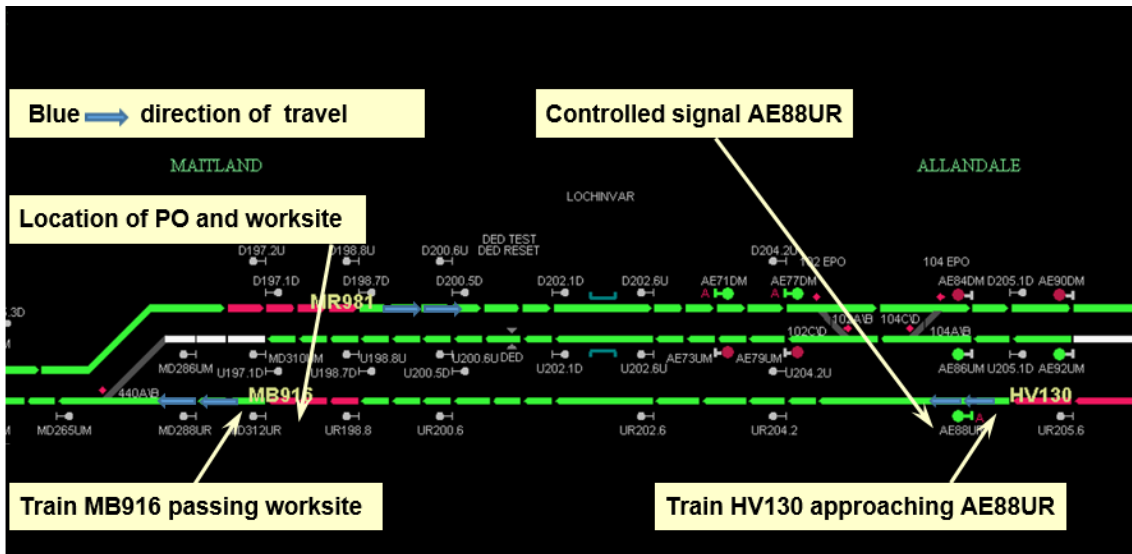 Blue direction of travel
Controlled signal AE88UR
MAITLAND
ALLANDALE
Location of PO and worksite
LOCHINVAR
D197.2U D198.8U D200.6U DED TEST D204.2U
DED RESET
102 EPO 104 EPO
D197.1D D198.7D D200.5D D202.1D D202.6U AE71DM AE77DM AE84DM D205.1D AE90DM
MR981
A A
102A\B 104C\D
102C\D 104A\B
MD286UM MD310UM U198.8U U200.6U DED U202.1D U202.6U AE73UM AE79UM AE86UM U205.1D AE92UM
U197.1D U198.7D U200.5D U204.2U
440A\B MB916 HV130
A
MD265UM MD288UR MD312UR UR198.8 UR200.6 UR202.6 UR204.2 AE88UR UR205.6
Train MB916 passing worksite
Train HV130 approaching AE88UR